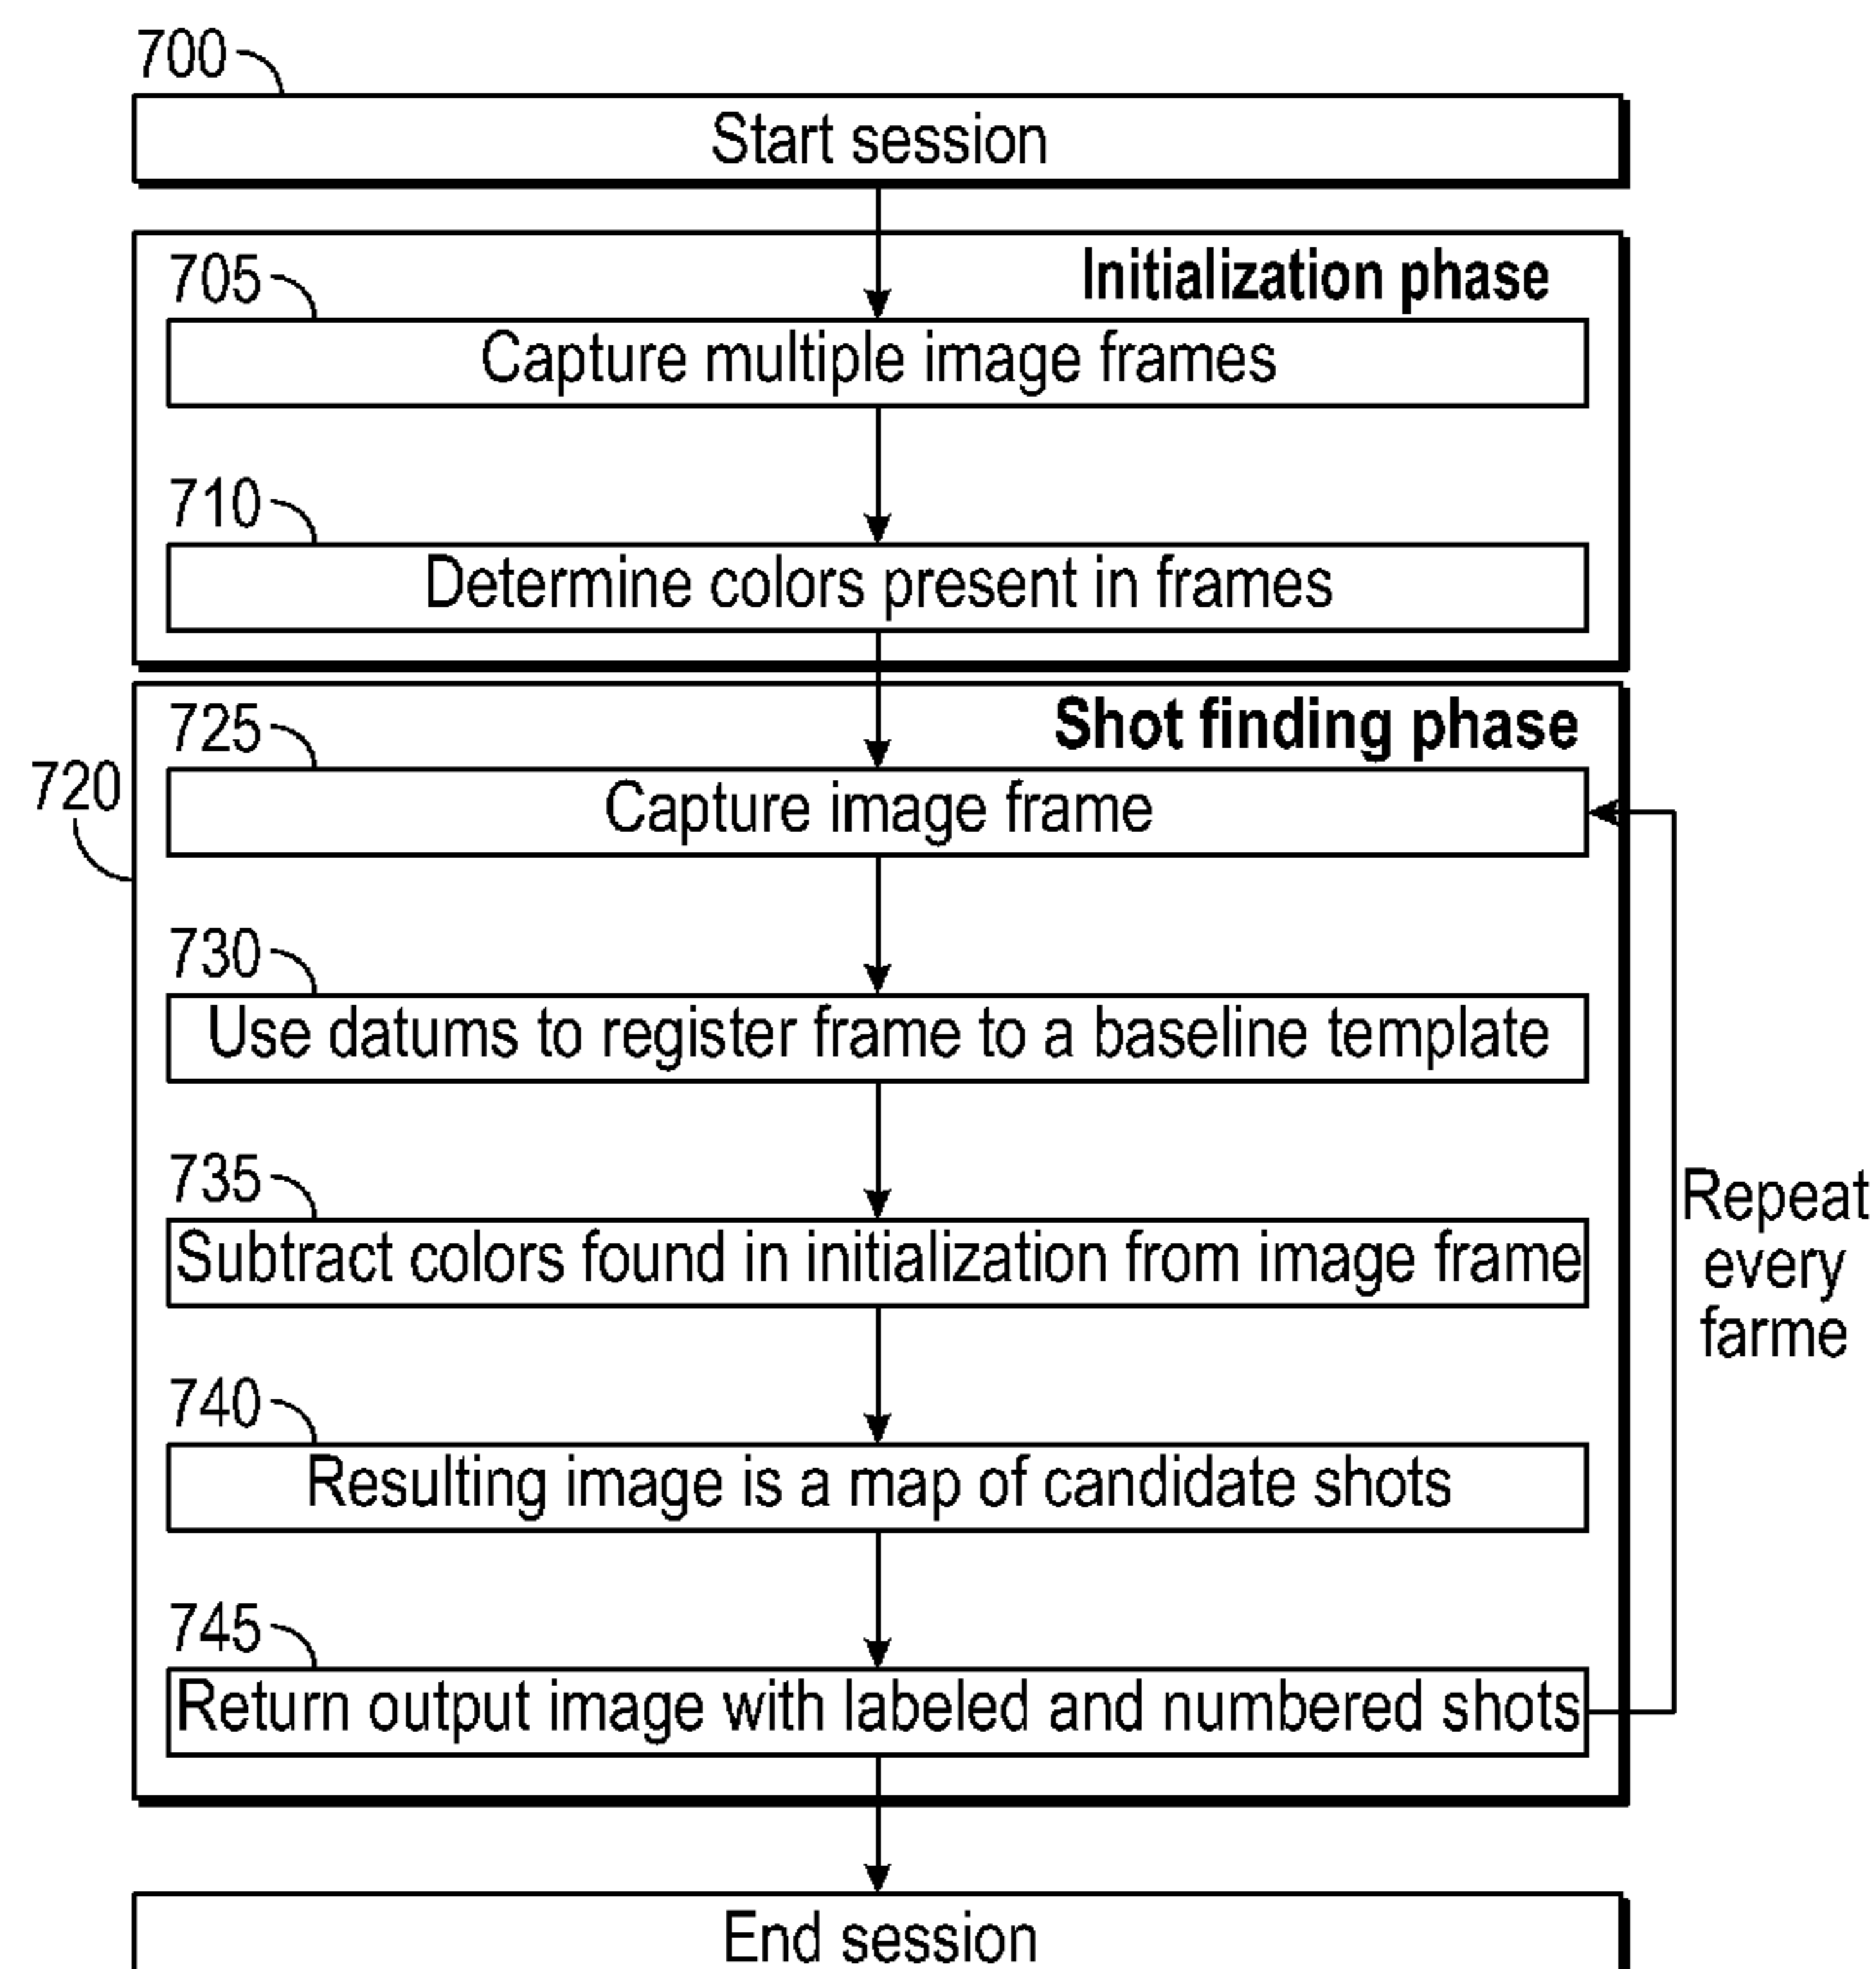 700
Start session
Initialization phase
705
Capture multiple image frames
710
Determine colors present in frames
720
Shot finding phase
725
Capture image frame
730
Use datums to register frame to a baseline template
735
Subtract colors found in initialization from image frame
740
Resulting image is a map of candidate shots
745
Return output image with labeled and numbered shots
Repeat
every
farme
End session